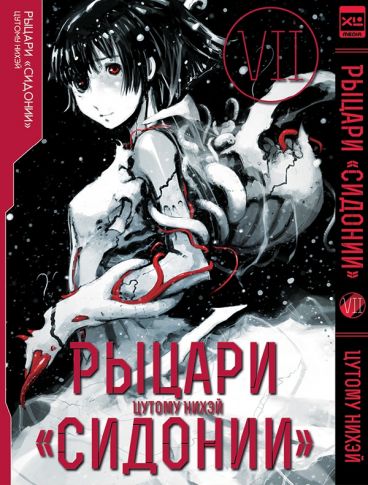 РЫЦАРИ «СИДОНИИ»
ЦУТОМУ НИХЭЙ
VII
РЫЦАРИ
ЦУТОМУ НИХЭЙ
«СИДОНИИ»
XL
MEDIA
РЫЦАРИ «СИДОНИИ»
VII
ЦУТОМУ НИХЭЙ